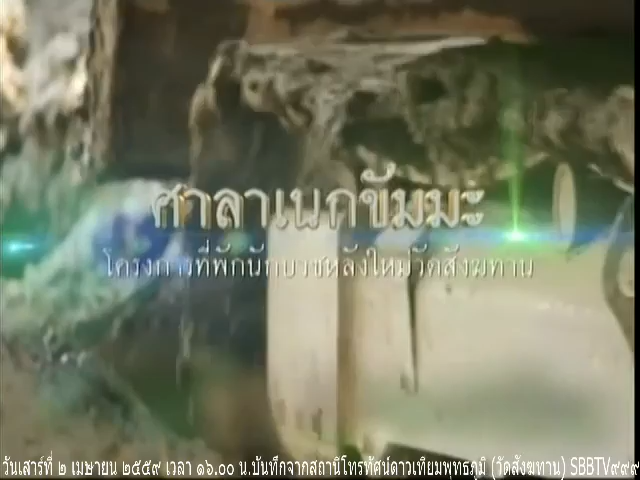 ศาลาเนกขัมมะ
โครงการที่พักนักบวชหลังใหม่วัดสังฆทาน
วันเสาร์ที่ ๒ เมษายน ๒๕๕๙ เวลา ๑๖.๐๐ น.บันทึกจากสถานีโทรทัศน์ดาวเทียมพุทธภูมิ (วัดสังฆทาน) SBBTV๙๙๙